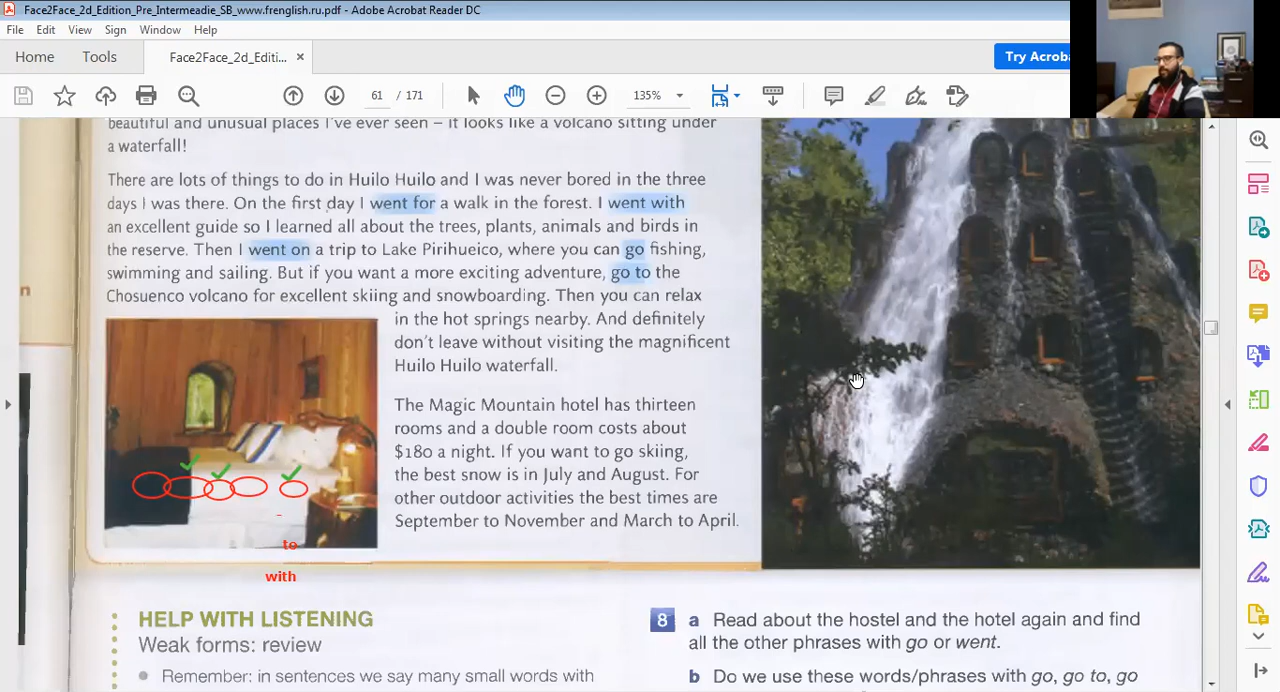 Face2Face_2d_Edition_Pre_Intermeadie_SB_www.frenglish.ru.pdf - Adobe Acrobat Reader DC
File Edit View Sign Window Help
Home Tools Face2Face_2d_Editi... × Try Acroba
61 / 171 135%
beautiful and unusual places I've ever seen – it looks like a volcano sitting under
a waterfall!
There are lots of things to do in Huilo Huilo and I was never bored in the three
days I was there. On the first day I went for a walk in the forest. I went with
an excellent guide so I learned all about the trees, plants, animals and birds in
the reserve. Then I went on a trip to Lake Pirihueico, where you can go fishing,
swimming and sailing. But if you want a more exciting adventure, go to the
Chosuenco volcano for excellent skiing and snowboarding. Then you can relax
in the hot springs nearby. And definitely
don't leave without visiting the magnificent
Huilo Huilo waterfall.
The Magic Mountain hotel has thirteen
rooms and a double room costs about
$180 a night. If you want to go skiing,
the best snow is in July and August. For
other outdoor activities the best times are
September to November and March to April.
n
-
to
with
HELP WITH LISTENING
Weak forms: review
● Remember: in sentences we say many small words with
8 a Read about the hostel and the hotel again and find
all the other phrases with go or went.
b Do we use these words/phrases with go, go to, go